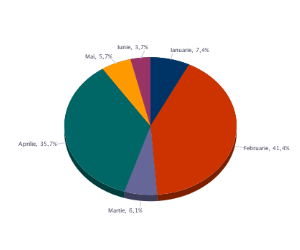 Iunie, 3,7%
Ianuarie, 7,4%
Mai, 5,7%
Aprilie, 35,7%
Februarie, 41,4%
Martie, 6,1%